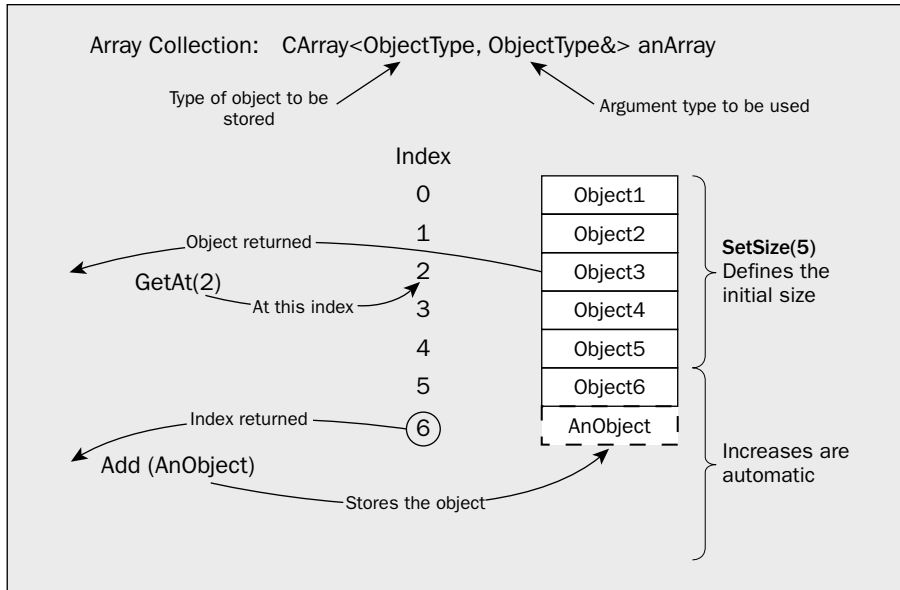 Array Collection: CArray<ObjectType, ObjectType&> anArray
Type of object to be
stored
Argument type to be used
Index
0
Object1
1
Object2
Object returned
2
Object3
GetAt(2)
At this index
3
Object4
4
Object5
SetSize(5)
Defines the
initial size
5
Object6
Index returned
6
AnObject
Add (AnObject)
Stores the object
Increases are
automatic